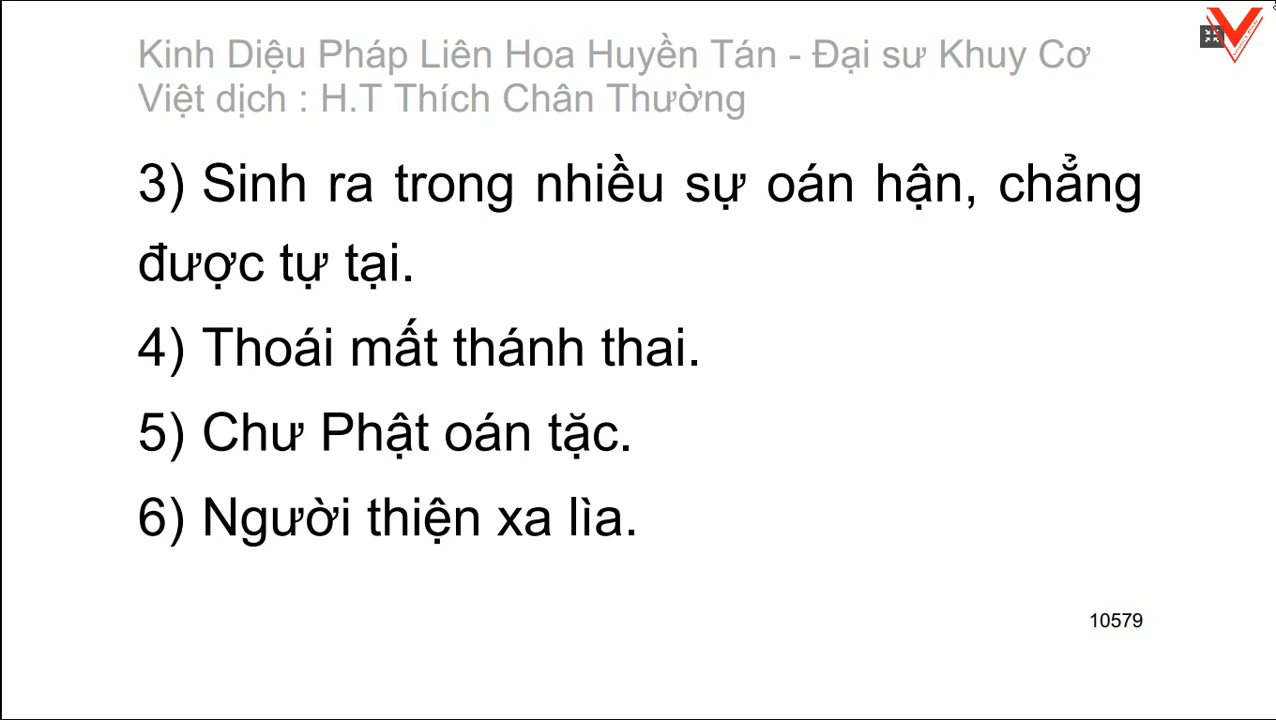 Kinh Diệu Pháp Liên Hoa Huyền Tán - Đại sư Khuy Cơ
Việt dịch : H.T Thích Chân Thường
3) Sinh ra trong nhiều sự oán hận, chẳng
được tự tại.
4) Thoái mất thánh thai.
5) Chư Phật oán tặc.
6) Người thiện xa lìa.
10579